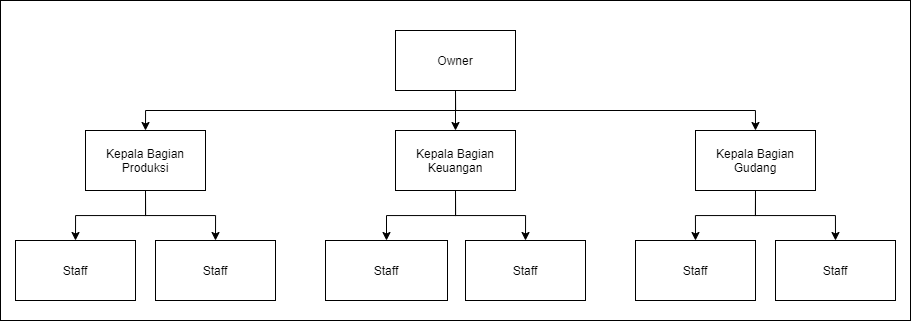 Owner
Kepala Bagian
Produksi
Kepala Bagian
Keuangan
Kepala Bagian
Gudang
Staff
Staff
Staff
Staff
Staff
Staff